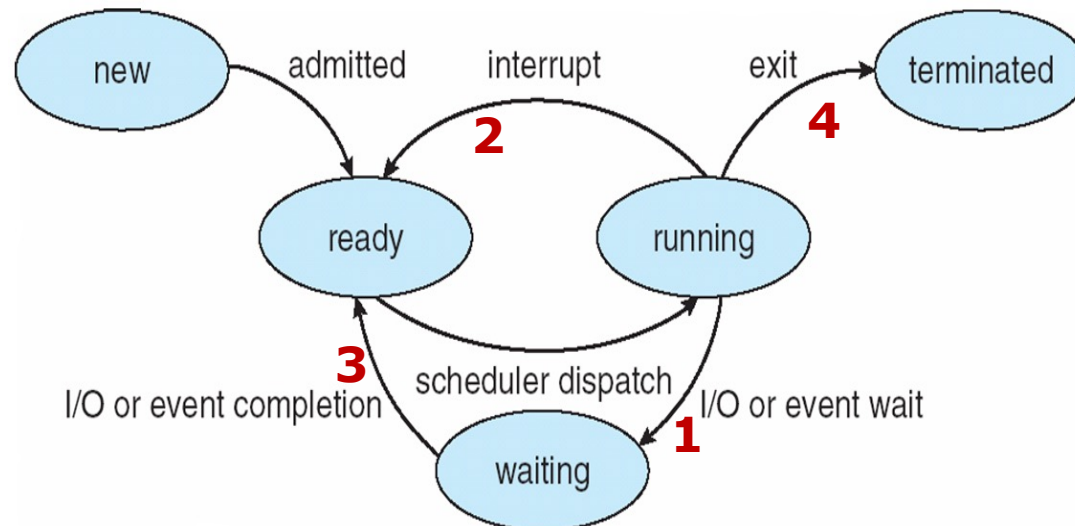 new
admitted
interrupt
exit
terminated
2
4
ready
running
3
scheduler dispatch
I/O or event completion
1
I/O or event wait
waiting